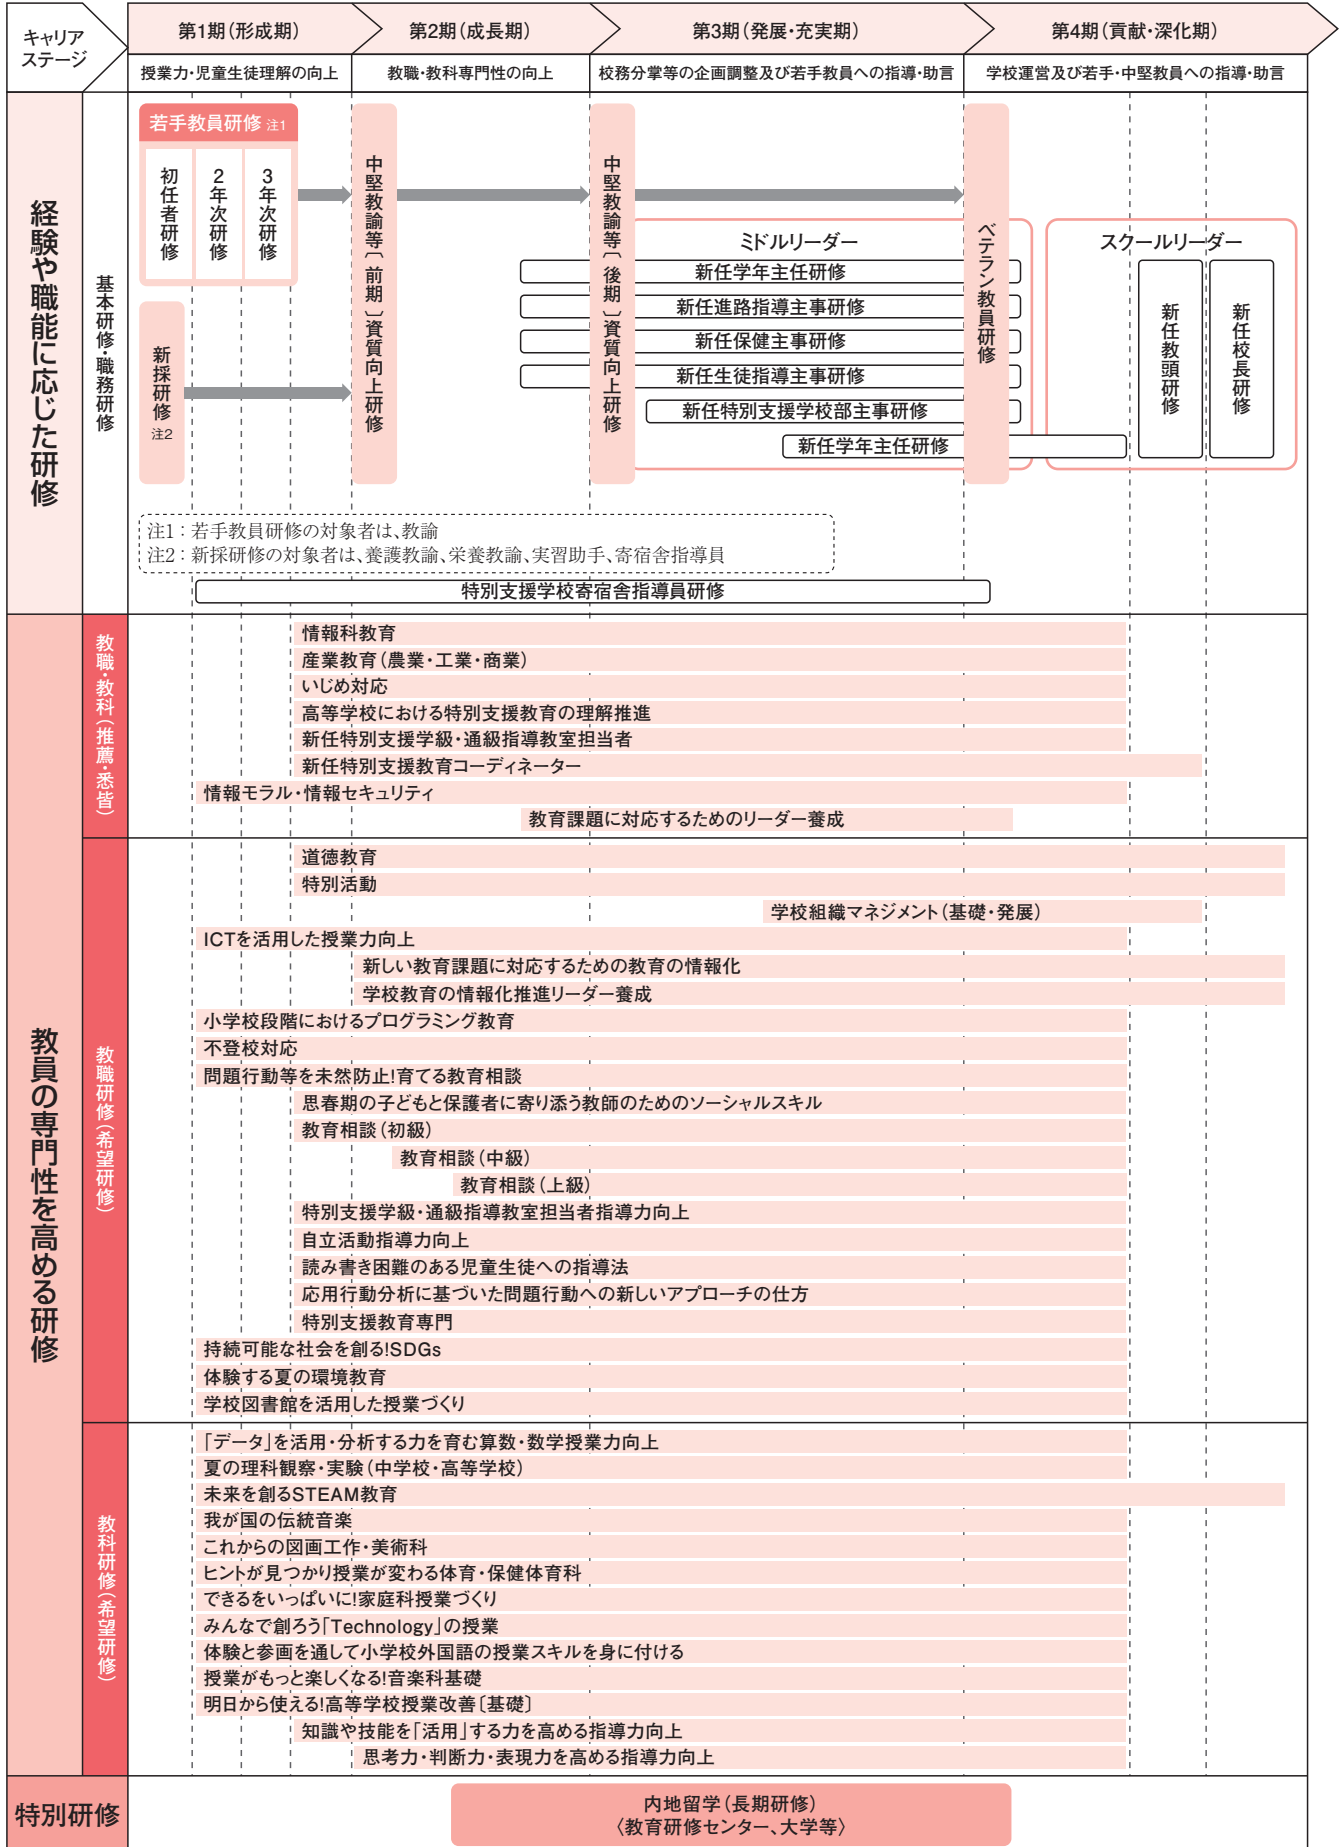 キャリア
ステージ
第1期(形成期)
第2期(成長期)
第3期(発展・充実期)
第4期(貢献・深化期)
授業力・児童生徒理解の向上
教職・教科専門性の向上
校務分掌等の企画調整及び若手教員への指導・助言
学校運営及び若手・中堅教員への指導・助言
経験や職能に応じた研修
基本研修・職務研修
若手教員研修 注1
初任者研修
2年次研修
3年次研修
新採研修 注2
中堅教諭等〔前期〕資質向上研修
中堅教諭等〔後期〕資質向上研修
ベテラン教員研修
ミドルリーダー
新任学年主任研修
新任進路指導主事研修
新任保健主事研修
新任生徒指導主事研修
新任特別支援学校部主事研修
新任学年主任研修
スクールリーダー
新任教頭研修
新任校長研修
注1：若手教員研修の対象者は、教諭
注2：新採研修の対象者は、養護教諭、栄養教諭、実習助手、寄宿舎指導員
特別支援学校寄宿舎指導員研修
教員の専門性を高める研修
教職・教科(推薦・悉皆)
情報科教育
産業教育(農業・工業・商業)
いじめ対応
高等学校における特別支援教育の理解推進
新任特別支援学級・通級指導教室担当者
新任特別支援教育コーディネーター
情報モラル・情報セキュリティ
教育課題に対応するためのリーダー養成
教職研修(希望研修)
道徳教育
特別活動
学校組織マネジメント(基礎・発展)
ICTを活用した授業力向上
新しい教育課題に対応するための教育の情報化
学校教育の情報化推進リーダー養成
小学校段階におけるプログラミング教育
不登校対応
問題行動等を未然防止!育てる教育相談
思春期の子どもと保護者に寄り添う教師のためのソーシャルスキル
教育相談(初級)
教育相談(中級)
教育相談(上級)
特別支援学級・通級指導教室担当者指導力向上
自立活動指導力向上
読み書き困難のある児童生徒への指導法
応用行動分析に基づいた問題行動への新しいアプローチの仕方
特別支援教育専門
持続可能な社会を創る!SDGs
体験する夏の環境教育
学校図書館を活用した授業づくり
教科研修(希望研修)
「データ」を活用・分析する力を育む算数・数学授業力向上
夏の理科観察・実験(中学校・高等学校)
未来を創るSTEAM教育
我が国の伝統音楽
これからの図画工作・美術科
ヒントが見つかり授業が変わる体育・保健体育科
できるをいっぱいに!家庭科授業づくり
みんなで創ろう「Technology」の授業
体験と参画を通して小学校外国語の授業スキルを身に付ける
授業がもっと楽しくなる!音楽科基礎
明日から使える!高等学校授業改善〔基礎〕
知識や技能を「活用」する力を高める指導力向上
思考力・判断力・表現力を高める指導力向上
特別研修
内地留学(長期研修)
〈教育研修センター、大学等〉